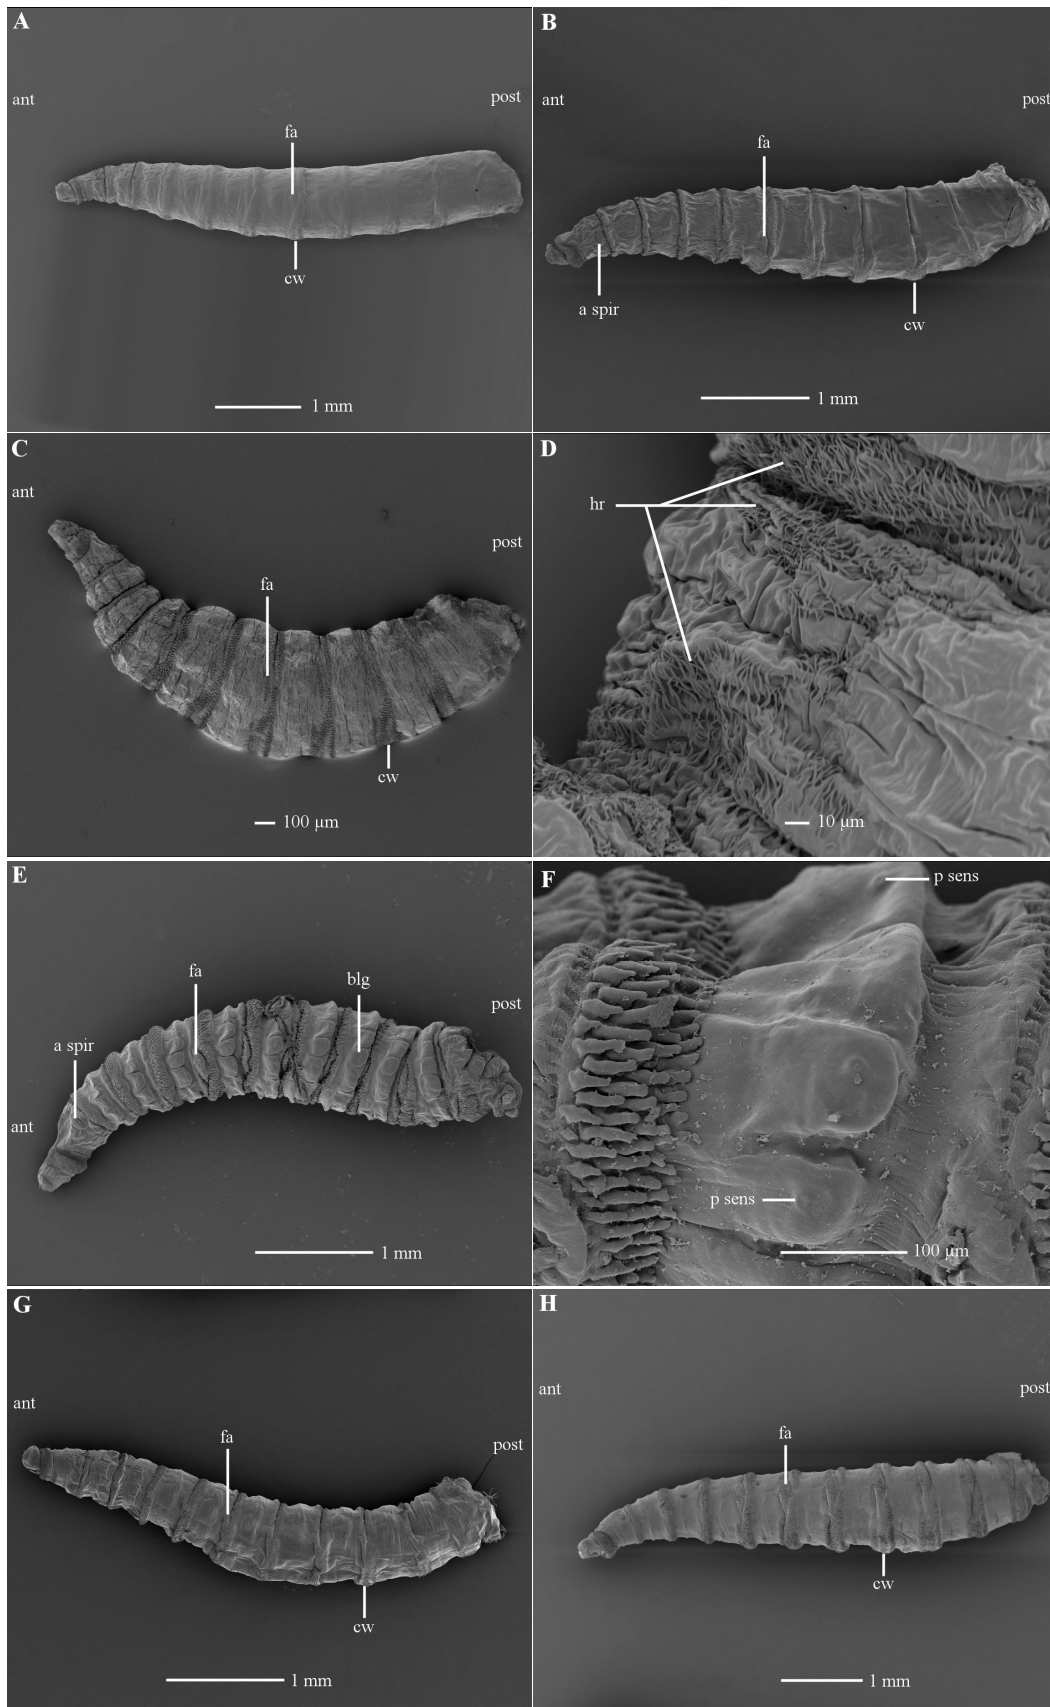 A
ant
post
fa
cw
1 mm
B
ant
post
fa
a spir
cw
1 mm
C
ant
post
fa
cw
100 µm
D
hr
10 µm
E
fa
blg
post
a spir
ant
1 mm
F
p sens
p sens
100 µm
G
ant
fa
post
cw
1 mm
H
ant
post
fa
cw
1 mm